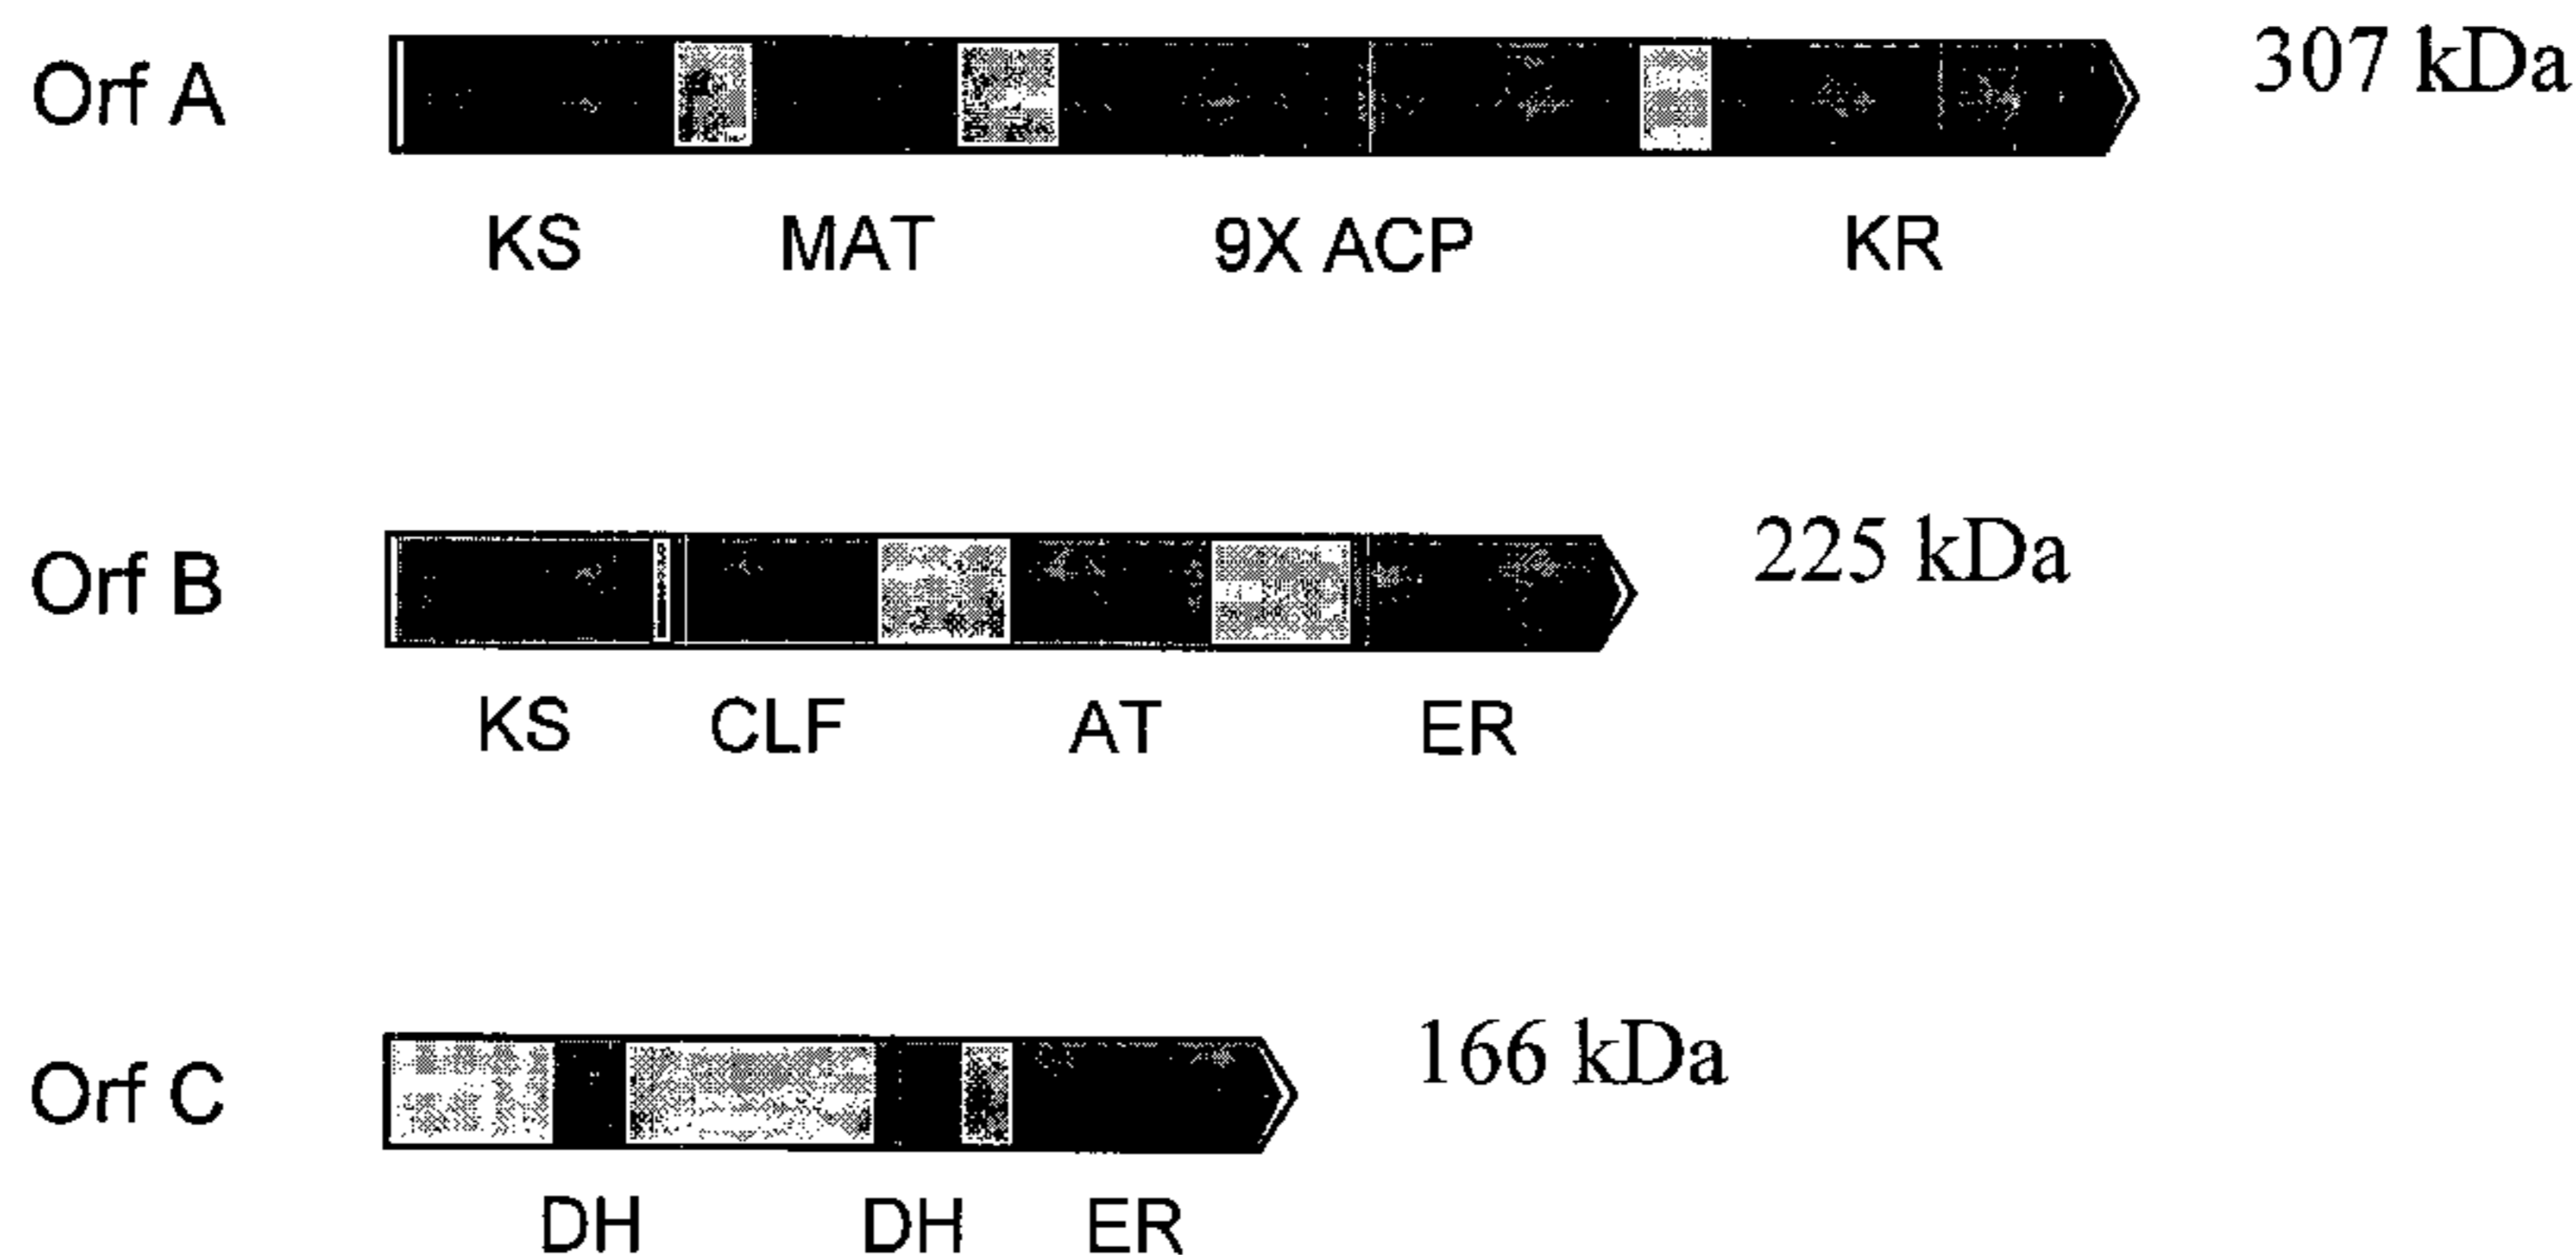 Orf A 307 kDa
KS MAT 9X ACP KR
Orf B 225 kDa
KS CLF AT ER
Orf C 166 kDa
DH DH ER